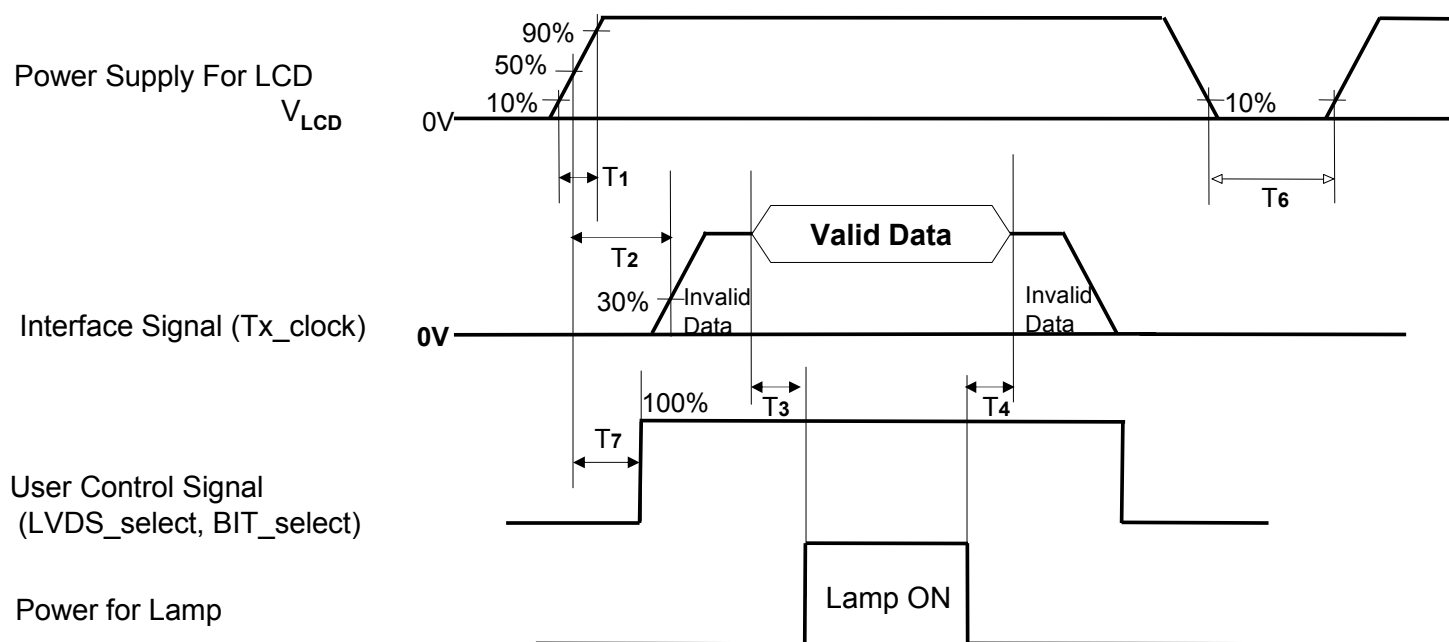 90%
50%
10%
Power Supply For LCD
VLCD
0V
10%
T1
T6
T2
Valid Data
30%
Invalid
Data
Invalid
Data
Interface Signal (Tx_clock)
0V
T3
T4
100%
T7
User Control Signal
(LVDS_select, BIT_select)
Power for Lamp
Lamp ON